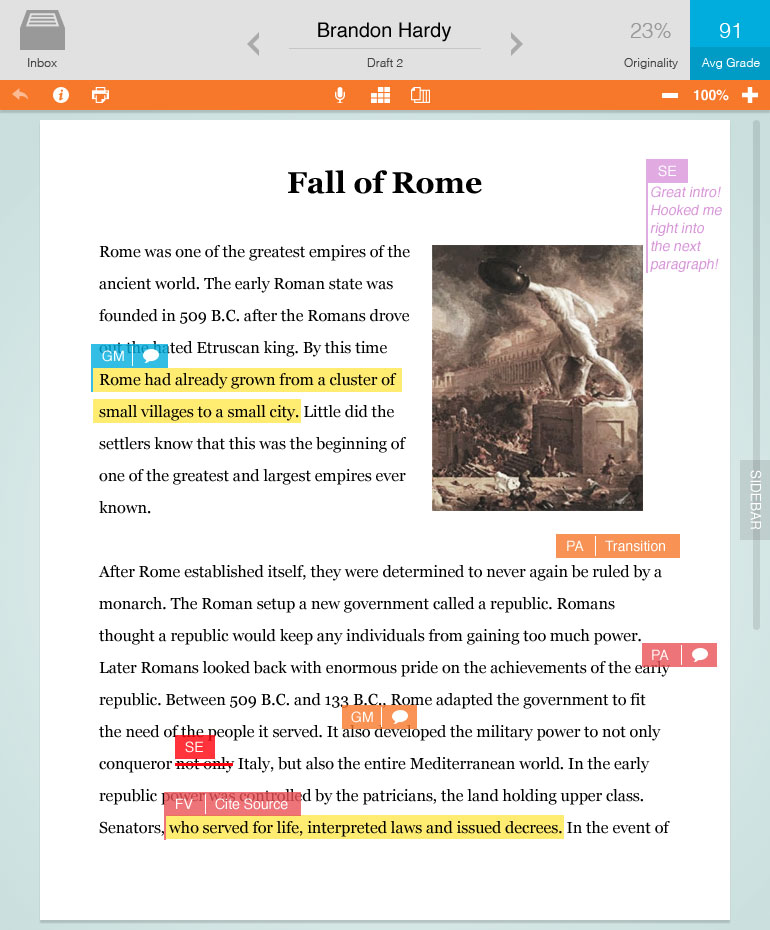 Inbox
Brandon Hardy
Draft 2
23%
Originality
91
Avg Grade
100%
Fall of Rome
SE
Great intro!
Hooked me
right into
the next
paragraph!
Rome was one of the greatest empires of the
ancient world. The early Roman state was
founded in 509 B.C. after the Romans drove
out the hated Etruscan king. By this time
GM
Rome had already grown from a cluster of
small villages to a small city. Little did the
settlers know that this was the beginning of
one of the greatest and largest empires ever
known.
SIDEBAR
PA Transition
After Rome established itself, they were determined to never again be ruled by a
monarch. The Roman setup a new government called a republic. Romans
thought a republic would keep any individuals from gaining too much power.
PA
Later Romans looked back with enormous pride on the achievements of the early
republic. Between 509 B.C. and 133 B.C., Rome adapted the government to fit
GM
the need of the people it served. It also developed the military power to not only
SE
conqueror not only Italy, but also the entire Mediterranean world. In the early
republic power was controlled by the patricians, the land holding upper class.
FV Cite Source
Senators, who served for life, interpreted laws and issued decrees. In the event of